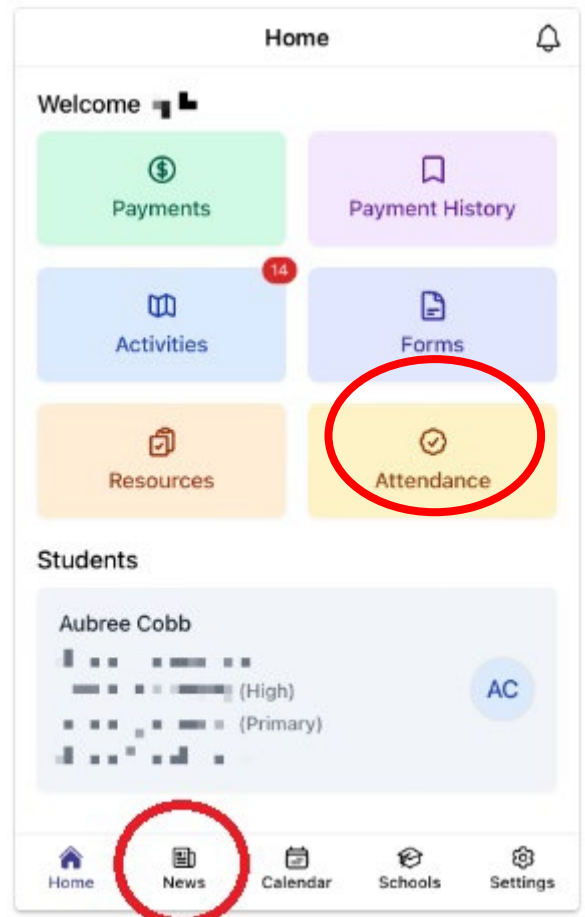 Home
Welcome
Payments
Payment History
14
Activities
Forms
Resources
Attendance
Students
Aubree Cobb
AC
(High)
(Primary)
Home News Calendar Schools Settings